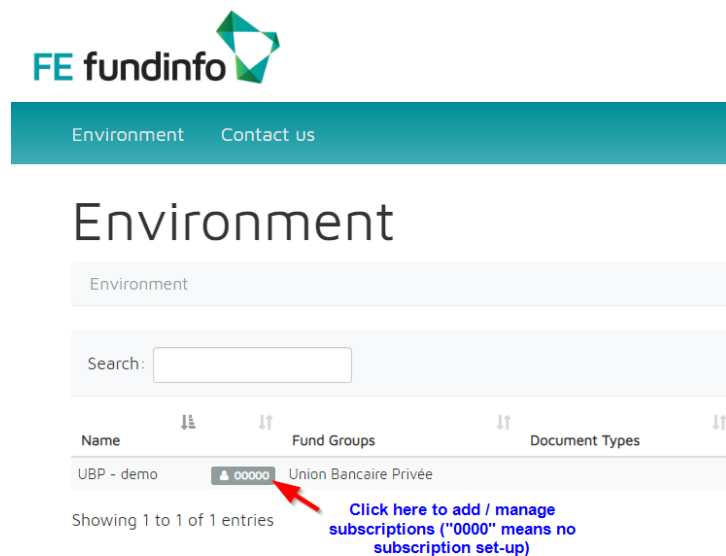 FE fundinfo
Environment Contact us
Environment
Environment
Search:
Name Fund Groups Document Types
UBP - demo 00000 Union Bancaire Privée
Showing 1 to 1 of 1 entries
Click here to add / manage
subscriptions ("0000" means no
subscription set-up)